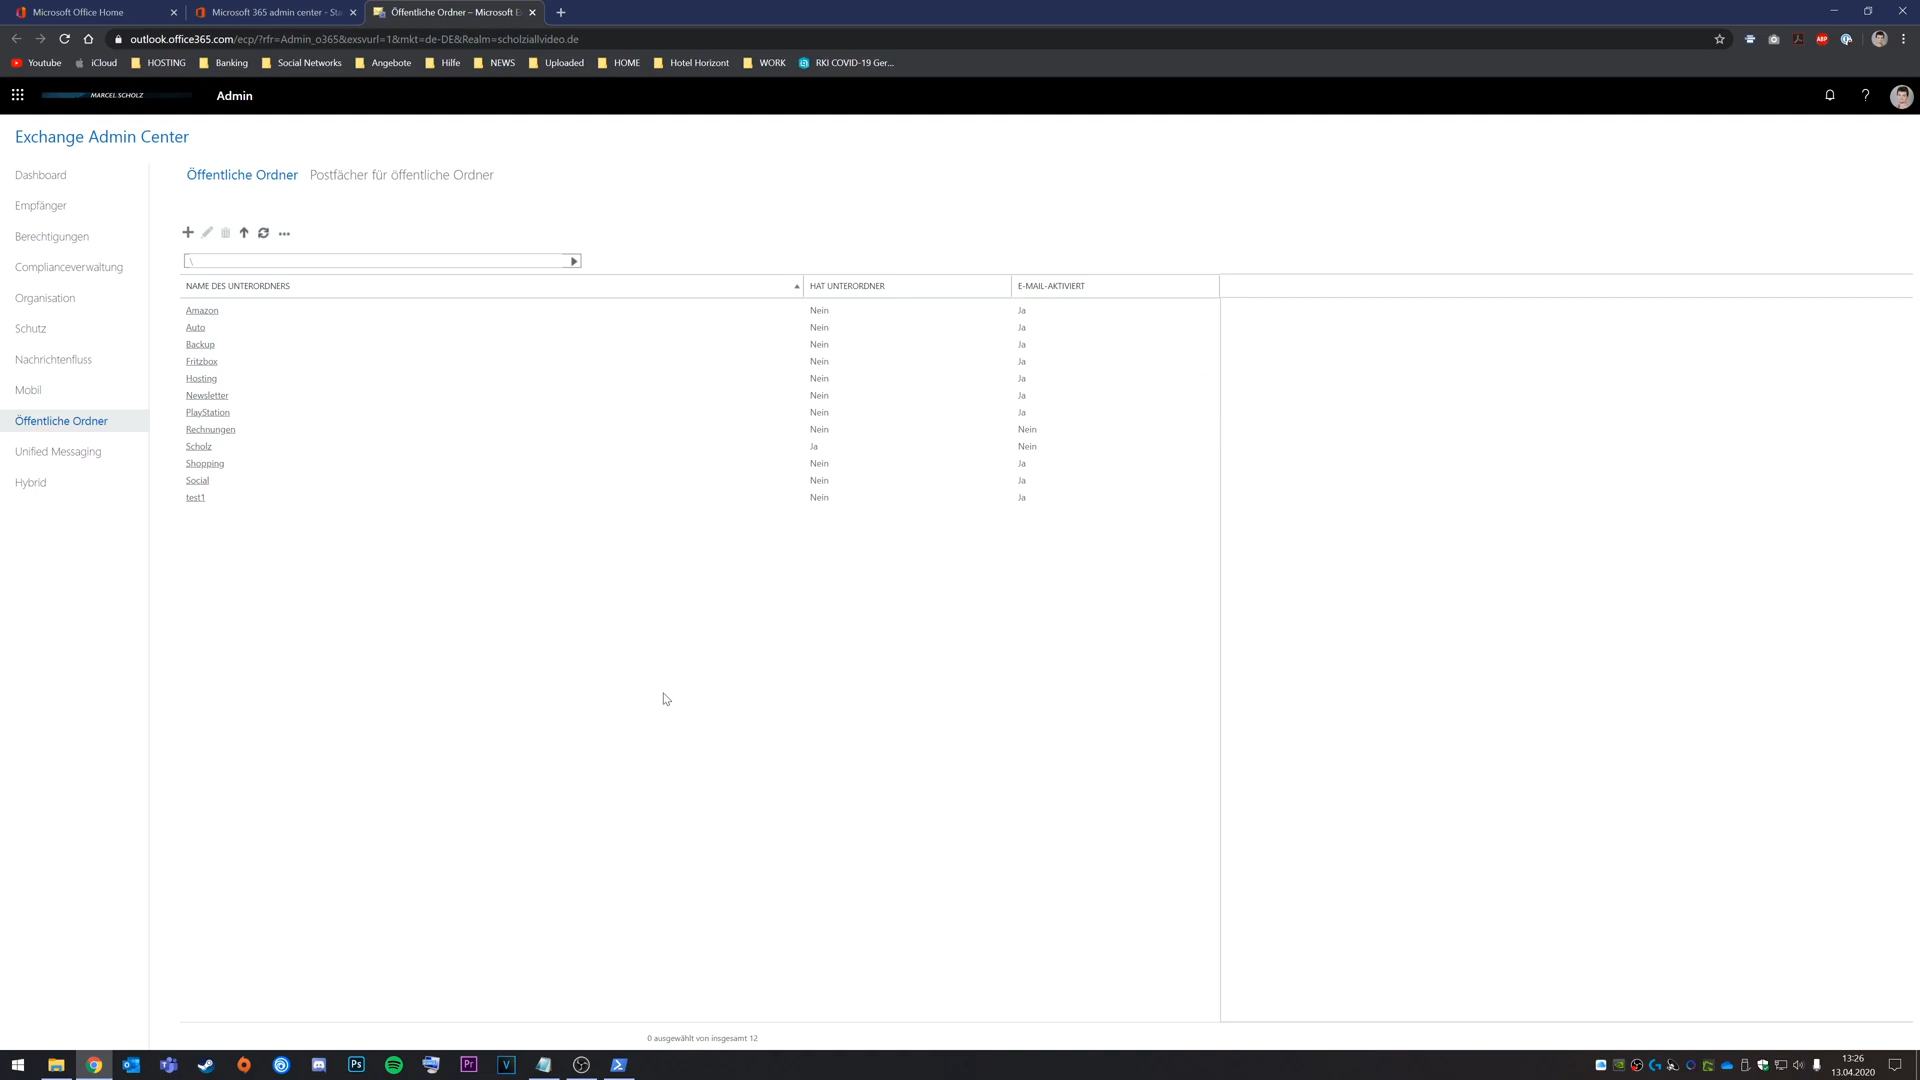 Microsoft Office Home
Microsoft 365 admin center - Sta
Öffentliche Ordner – Microsoft E
outlook.office365.com/ecp/?rfr=Admin_o365&exsvurl=1&mkt=de-DE&Realm=scholziallvideo.de
ABP
Youtube
iCloud
HOSTING
Banking
Social Networks
Angebote
Hilfe
NEWS
Uploaded
HOME
Hotel Horizont
WORK
RKI COVID-19 Ger...
MARCEL SCHOLZ
Admin
?
Exchange Admin Center
Dashboard
Empfänger
Berechtigungen
Complianceverwaltung
Organisation
Schutz
Nachrichtenfluss
Mobil
Öffentliche Ordner
Unified Messaging
Hybrid
Öffentliche Ordner Postfächer für öffentliche Ordner
\
NAME DES UNTERORDNERS HAT UNTERORDNER E-MAIL-AKTIVIERT
Amazon Nein Ja
Auto Nein Ja
Backup Nein Ja
Fritzbox Nein Ja
Hosting Nein Ja
Newsletter Nein Ja
PlayStation Nein Ja
Rechnungen Nein Nein
Scholz Ja Nein
Shopping Nein Ja
Social Nein Ja
test1 Nein Ja
0 ausgewählt von insgesamt 12
Ps
Pr
V
13:26
13.04.2020